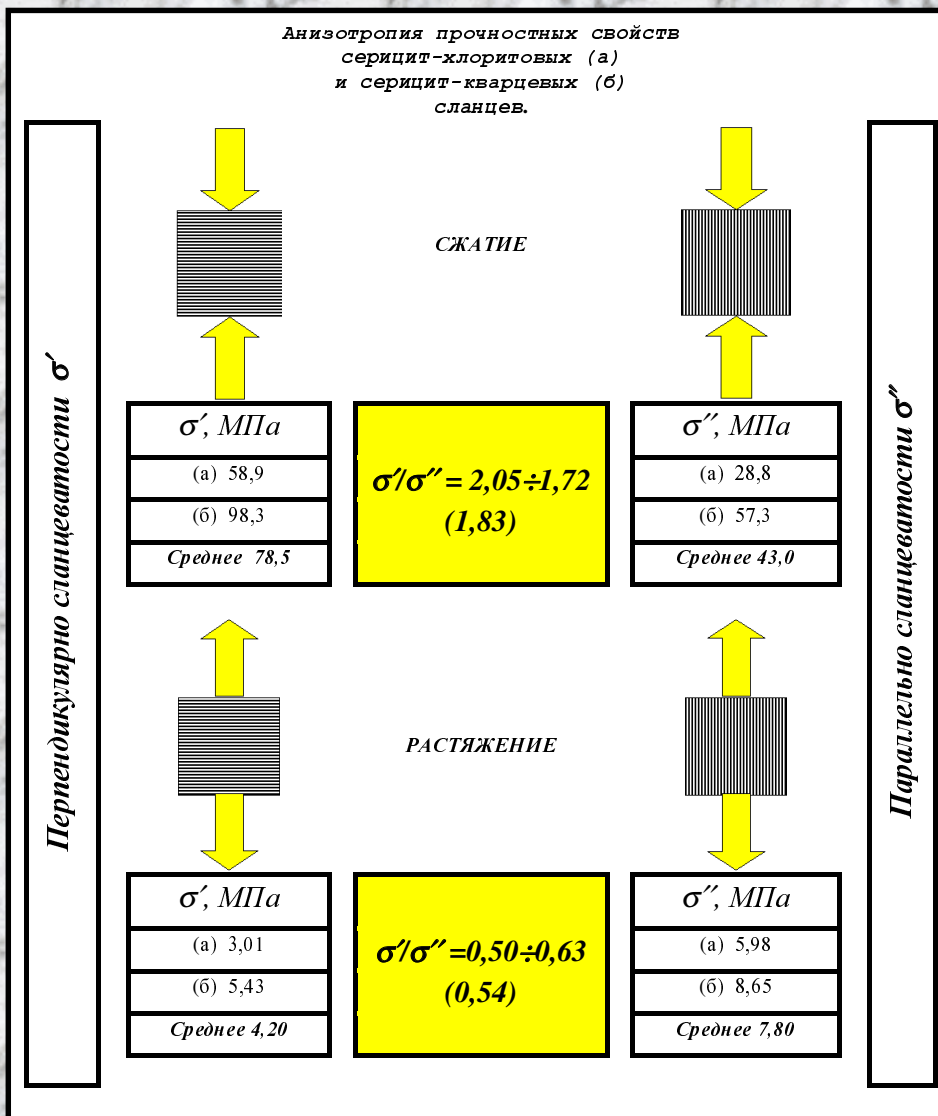 Анизотропия прочностных свойств
серицит-хлоритовых (а)
и серицит-кварцевых (б)
сланцев.
Перпендикулярно сланцеватости σ′
СЖАТИЕ
σ′, МПа
(а) 58,9
(б) 98,3
Среднее 78,5
σ′/σ″ = 2,05÷1,72
(1,83)
σ″, МПа
(а) 28,8
(б) 57,3
Среднее 43,0
РАСТЯЖЕНИЕ
σ′, МПа
(а) 3,01
(б) 5,43
Среднее 4,20
σ′/σ″ =0,50÷0,63
(0,54)
σ″, МПа
(а) 5,98
(б) 8,65
Среднее 7,80
Параллельно сланцеватости σ″